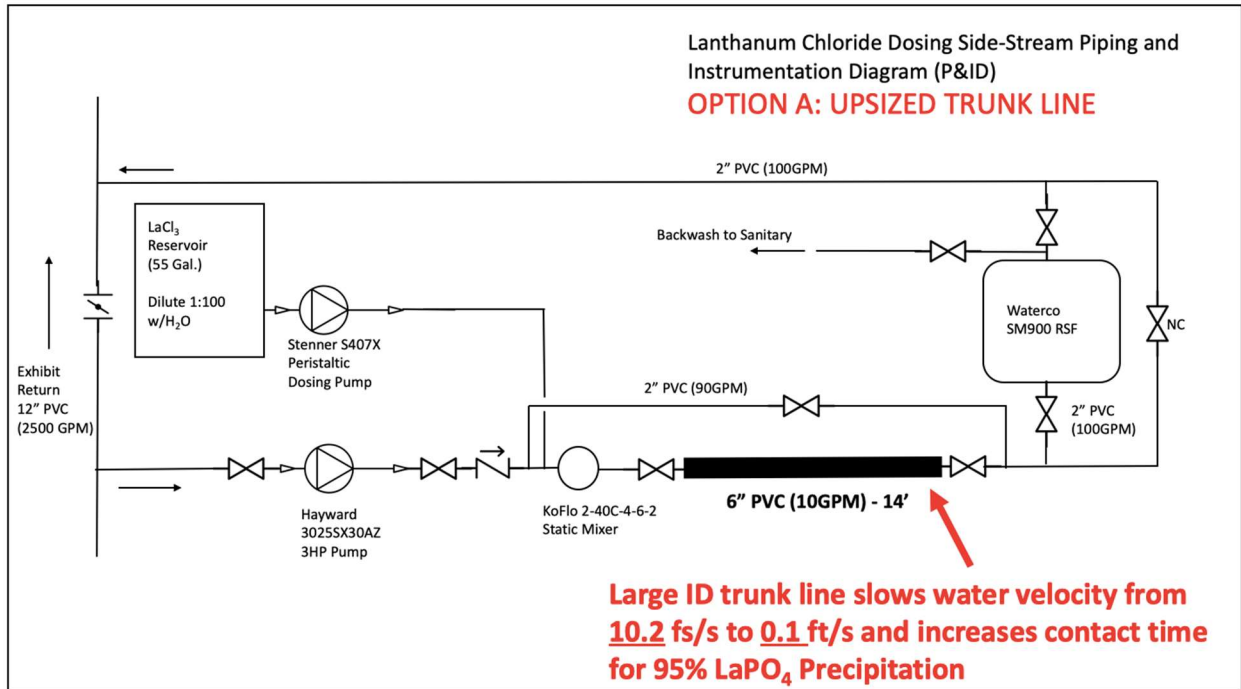 Lanthanum Chloride Dosing Side-Stream Piping and
Instrumentation Diagram (P&ID)
OPTION A: UPSIZED TRUNK LINE
2” PVC (100GPM)
LaCl₃
Reservoir
(55 Gal.)
Dilute 1:100
w/H₂O
Backwash to Sanitary
Waterco
SM900 RSF
NC
Stenner S407X
Peristaltic
Dosing Pump
Exhibit
Return
12” PVC
(2500 GPM)
2” PVC (90GPM)
2” PVC
(100GPM)
Hayward
3025SX30AZ
3HP Pump
KoFlo 2-40C-4-6-2
Static Mixer
6” PVC (10GPM) - 14’
Large ID trunk line slows water velocity from
10.2 fs/s to 0.1 ft/s and increases contact time
for 95% LaPO₄ Precipitation